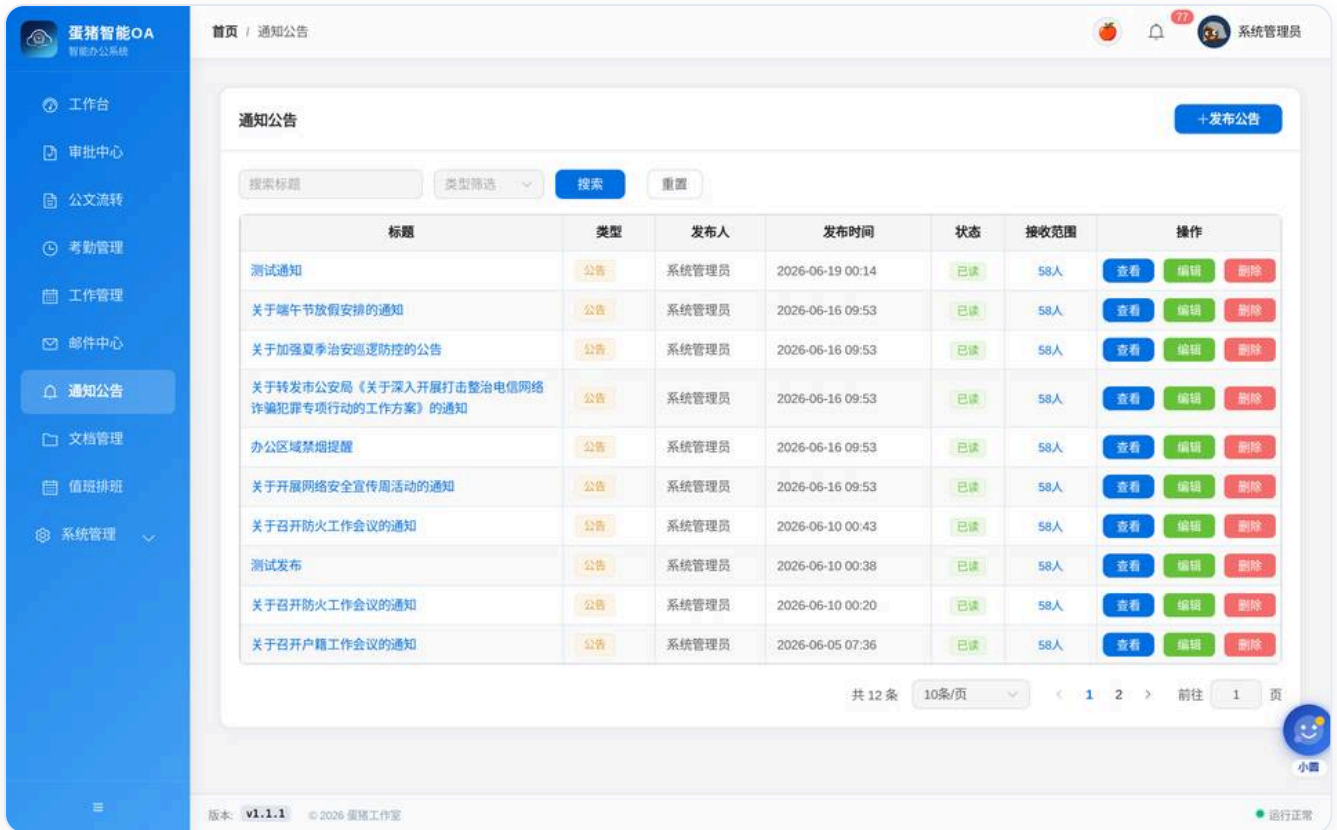 蛋猪智能OA
智能办公系统
首页 / 通知公告
77
系统管理员
工作台
审批中心
公文流转
考勤管理
工作管理
邮件中心
通知公告
文档管理
值班排班
系统管理
通知公告
+发布公告
搜索标题
类型筛选
搜索
重置
标题 类型 发布人 发布时间 状态 接收范围 操作
测试通知 公告 系统管理员 2026-06-19 00:14 已读 58人 查看 编辑 删除
关于端午节放假安排的通知 公告 系统管理员 2026-06-16 09:53 已读 58人 查看 编辑 删除
关于加强夏季治安巡逻防控的公告 公告 系统管理员 2026-06-16 09:53 已读 58人 查看 编辑 删除
关于转发市公安局《关于深入开展打击整治电信网络
诈骗犯罪专项行动的工作方案》的通知 公告 系统管理员 2026-06-16 09:53 已读 58人 查看 编辑 删除
办公区域禁烟提醒 公告 系统管理员 2026-06-16 09:53 已读 58人 查看 编辑 删除
关于开展网络安全宣传周活动的通知 公告 系统管理员 2026-06-16 09:53 已读 58人 查看 编辑 删除
关于召开防火工作会议的通知 公告 系统管理员 2026-06-10 00:43 已读 58人 查看 编辑 删除
测试发布 公告 系统管理员 2026-06-10 00:38 已读 58人 查看 编辑 删除
关于召开防火工作会议的通知 公告 系统管理员 2026-06-10 00:20 已读 58人 查看 编辑 删除
关于召开户籍工作会议的通知 公告 系统管理员 2026-06-05 07:36 已读 58人 查看 编辑 删除
共 12 条 10条/页 1 2 前往 1 页
小圆
版本: v1.1.1 © 2026 蛋猪工作室
运行正常